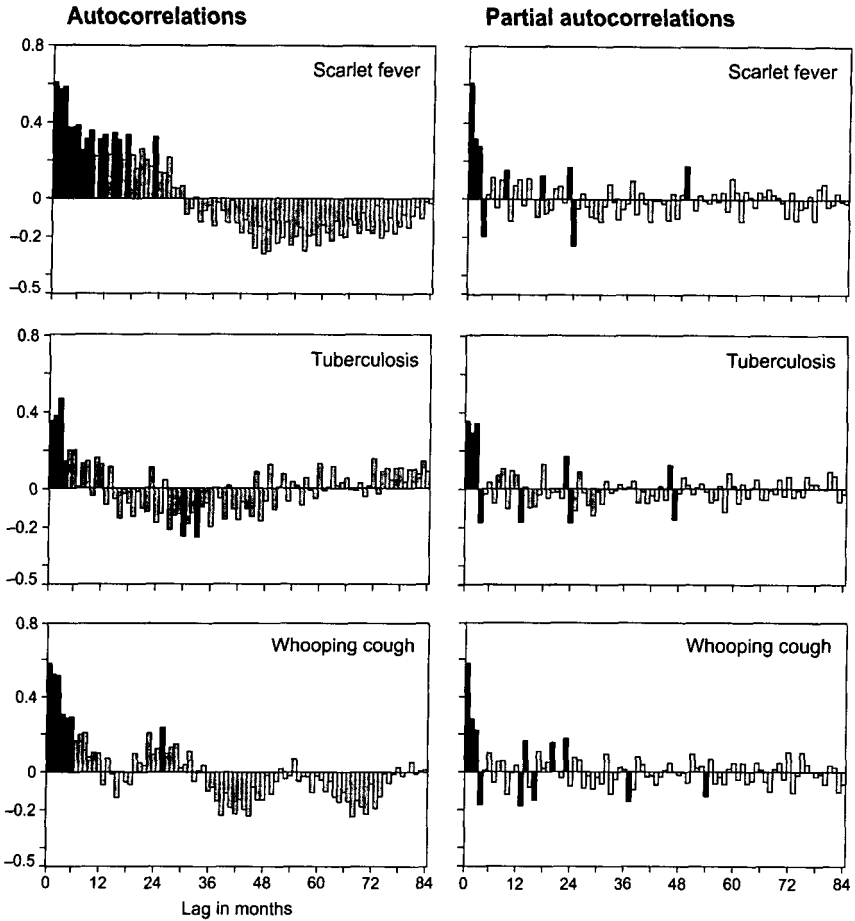 Autocorrelations
Partial autocorrelations
0.8
0.4
0
–0.2
–0.5
Scarlet fever
Scarlet fever
0.8
0.4
0
–0.2
–0.5
Tuberculosis
Tuberculosis
0.8
0.4
0
–0.2
–0.5
Whooping cough
Whooping cough
0 12 24 36 48 60 72 84
0 12 24 36 48 60 72 84
Lag in months